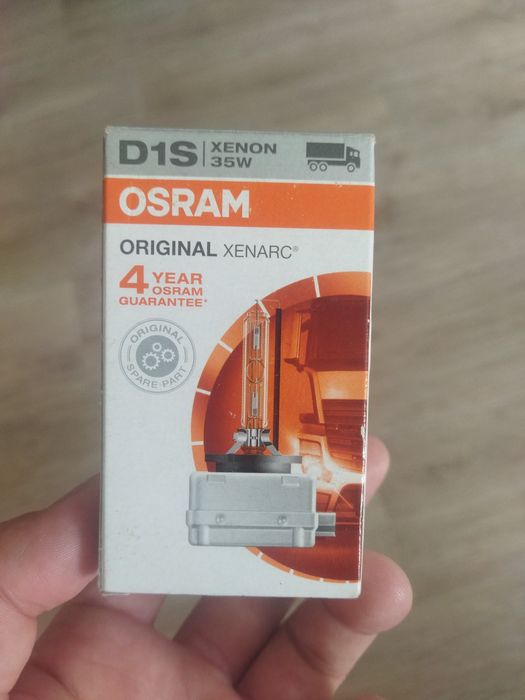 D1S XENON
35W
OSRAM
ORIGINAL XENARC®
4 YEAR
OSRAM
GUARANTEE*
ORIGINAL
SPARE PART